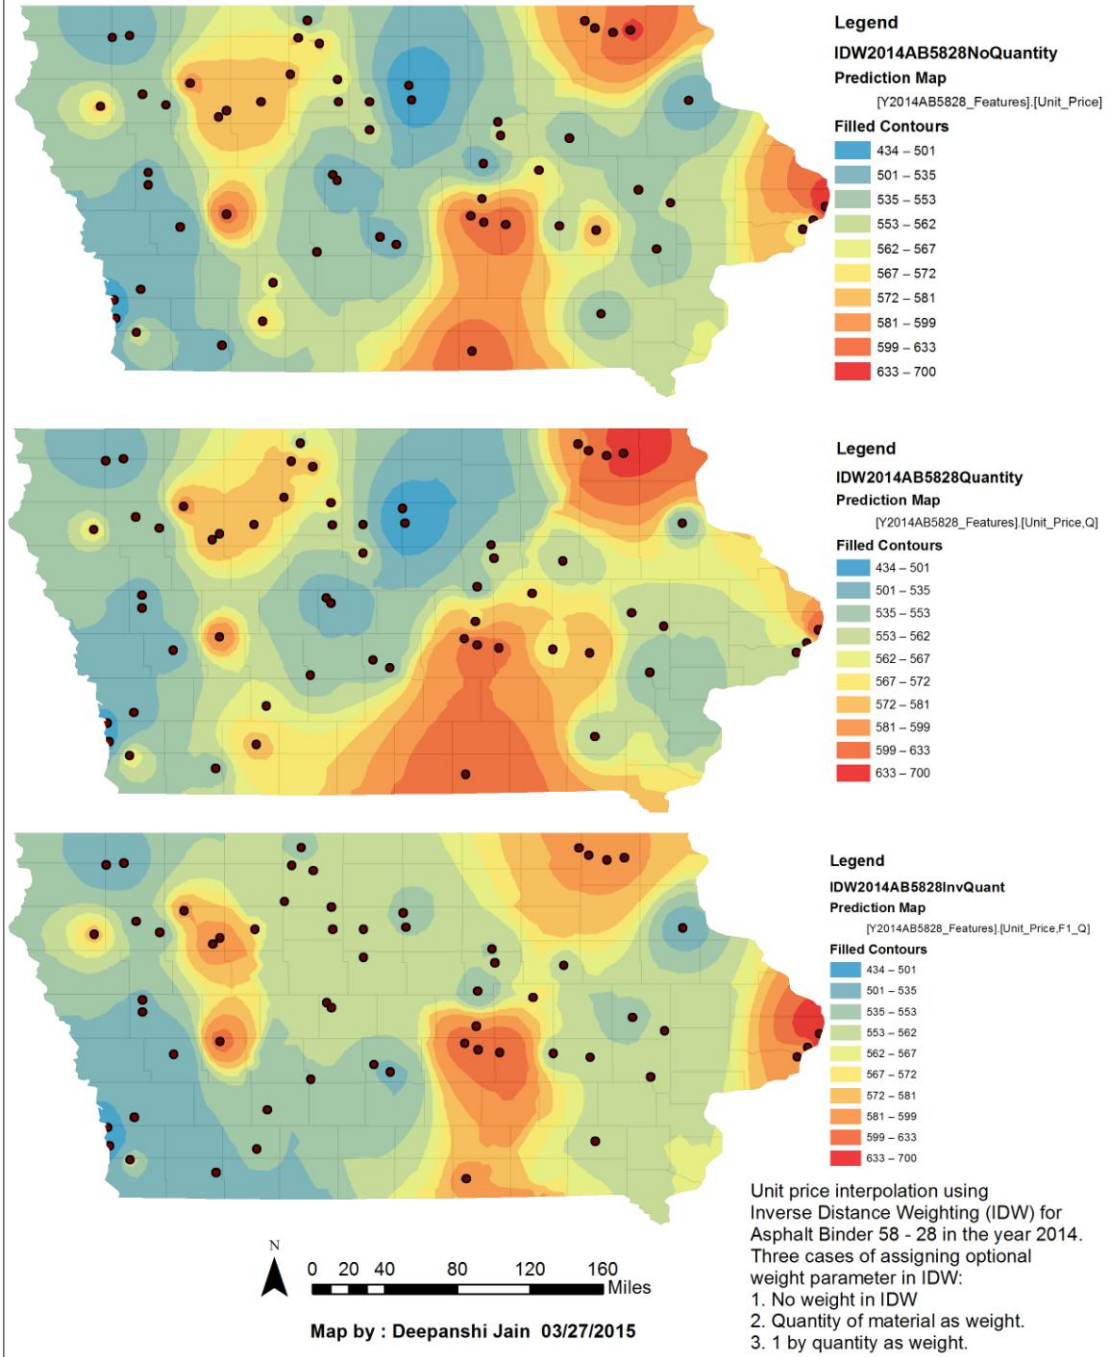 Legend
IDW2014AB5828NoQuantity
Prediction Map
[Y2014AB5828_Features].[Unit_Price]
Filled Contours
434 – 501
501 – 535
535 – 553
553 – 562
562 – 567
567 – 572
572 – 581
581 – 599
599 – 633
633 – 700
Legend
IDW2014AB5828Quantity
Prediction Map
[Y2014AB5828_Features].[Unit_Price,Q]
Filled Contours
434 – 501
501 – 535
535 – 553
553 – 562
562 – 567
567 – 572
572 – 581
581 – 599
599 – 633
633 – 700
Legend
IDW2014AB5828InvQuant
Prediction Map
[Y2014AB5828_Features].[Unit_Price,F1_Q]
Filled Contours
434 – 501
501 – 535
535 – 553
553 – 562
562 – 567
567 – 572
572 – 581
581 – 599
599 – 633
633 – 700
Unit price interpolation using
Inverse Distance Weighting (IDW) for
Asphalt Binder 58 - 28 in the year 2014.
Three cases of assigning optional
weight parameter in IDW:
1. No weight in IDW
2. Quantity of material as weight.
3. 1 by quantity as weight.
N
0 20 40 80 120 160
Miles
Map by : Deepanshi Jain 03/27/2015